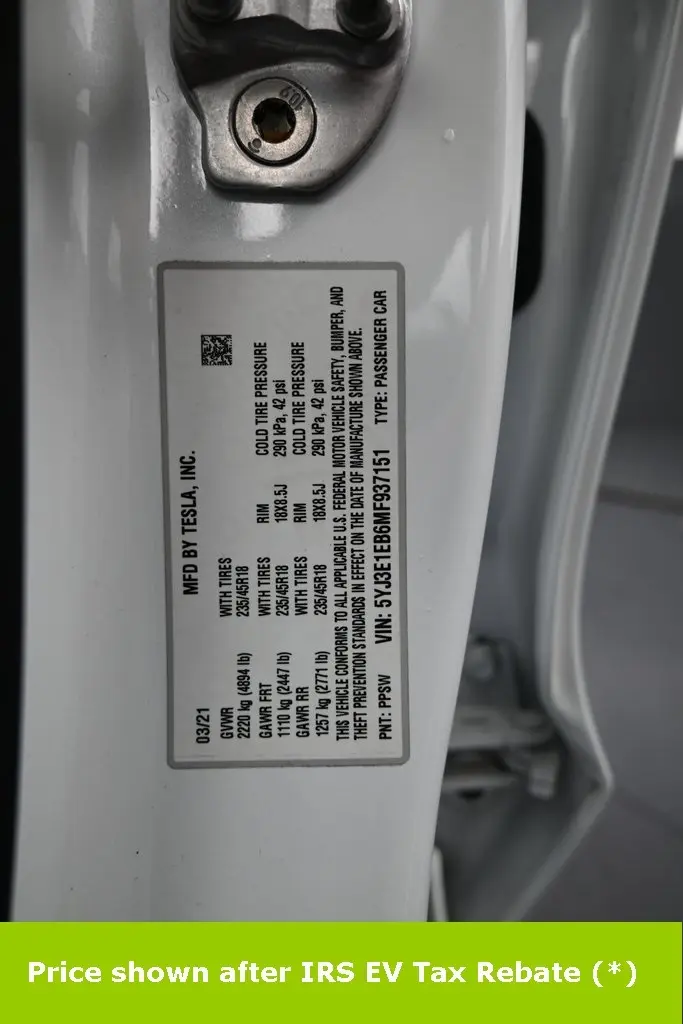 MFD BY TESLA, INC.
03/21
GVWR WITH TIRES
2220 kg (4894 lb) 235/45R18
GAWR FRT WITH TIRES RIM COLD TIRE PRESSURE
1110 kg (2447 lb) 235/45R18 18X8.5J 290 kPa, 42 psi
GAWR RR WITH TIRES RIM COLD TIRE PRESSURE
1257 kg (2771 lb) 235/45R18 18X8.5J 290 kPa, 42 psi
THIS VEHICLE CONFORMS TO ALL APPLICABLE U.S. FEDERAL MOTOR VEHICLE SAFETY, BUMPER, AND
THEFT PREVENTION STANDARDS IN EFFECT ON THE DATE OF MANUFACTURE SHOWN ABOVE.
PNT: PPSW VIN: 5YJ3E1EB6MF937151 TYPE: PASSENGER CAR
Price shown after IRS EV Tax Rebate (*)